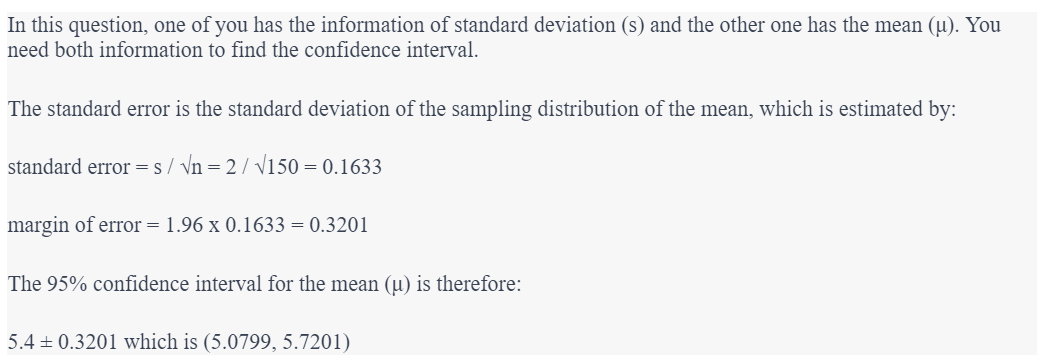 In this question, one of you has the information of standard deviation (s) and the other one has the mean (μ). You
need both information to find the confidence interval.
The standard error is the standard deviation of the sampling distribution of the mean, which is estimated by:
standard error = s / √n = 2 / √150 = 0.1633
margin of error = 1.96 x 0.1633 = 0.3201
The 95% confidence interval for the mean (μ) is therefore:
5.4 ± 0.3201 which is (5.0799, 5.7201)